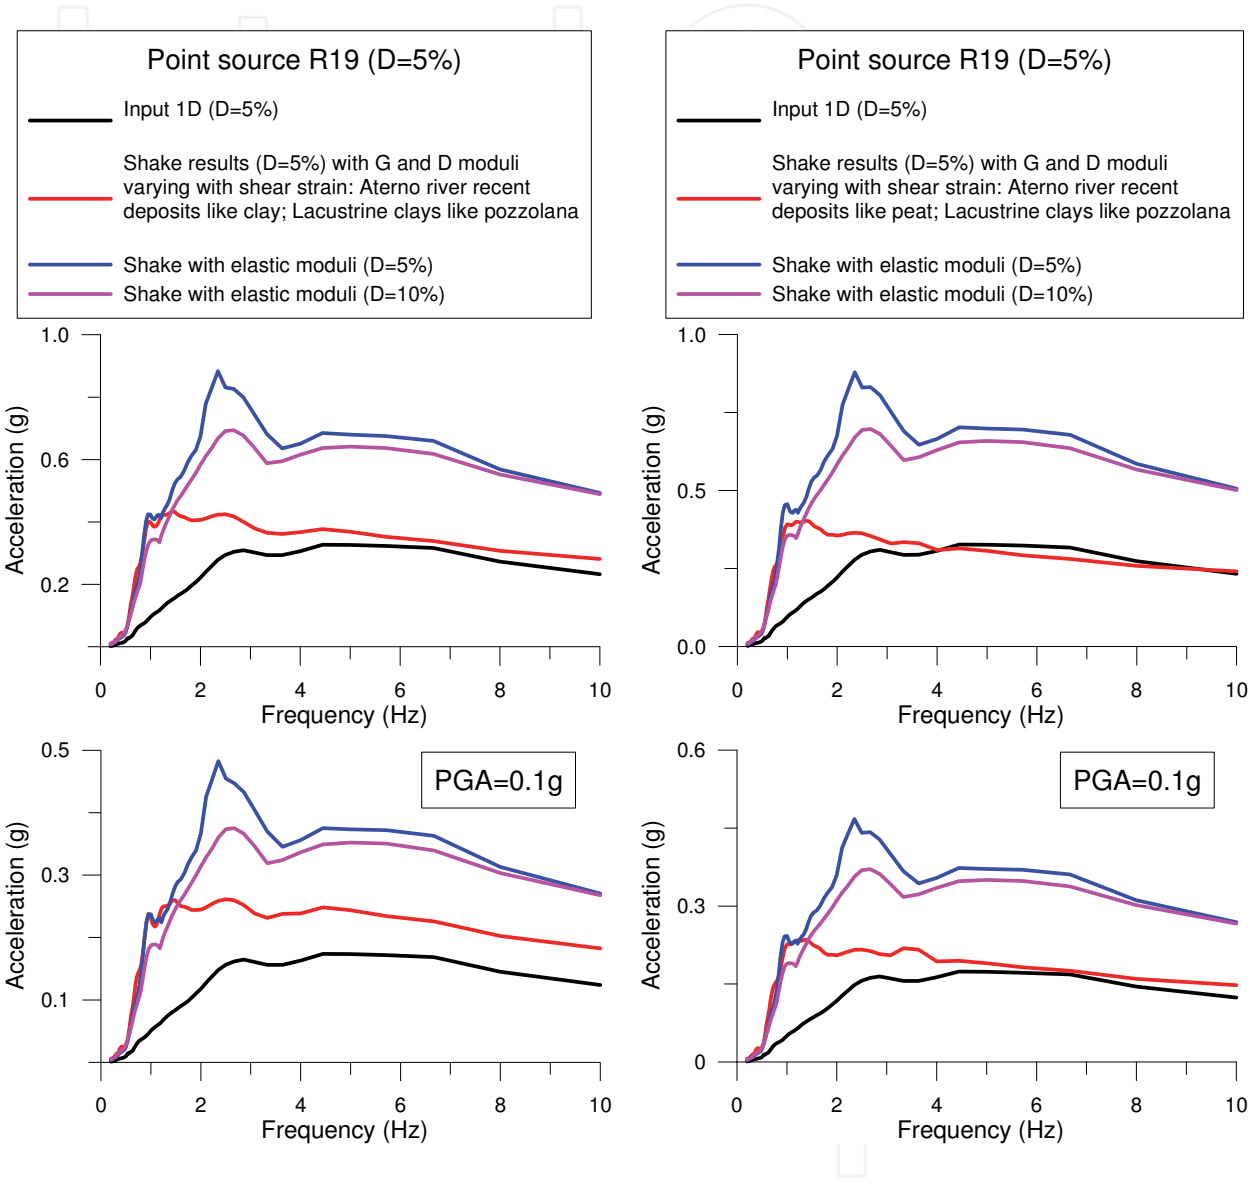 Point source R19 (D=5%)
Input 1D (D=5%)
Shake results (D=5%) with G and D moduli
varying with shear strain: Aterno river recent
deposits like clay; Lacustrine clays like pozzolana
Shake with elastic moduli (D=5%)
Shake with elastic moduli (D=10%)
Point source R19 (D=5%)
Input 1D (D=5%)
Shake results (D=5%) with G and D moduli
varying with shear strain: Aterno river recent
deposits like peat; Lacustrine clays like pozzolana
Shake with elastic moduli (D=5%)
Shake with elastic moduli (D=10%)
1.0
0.6
0.2
Acceleration (g)
0 2 4 6 8 10
Frequency (Hz)
1.0
0.5
0.0
Acceleration (g)
0 2 4 6 8 10
Frequency (Hz)
PGA=0.1g
0.5
0.3
0.1
Acceleration (g)
0 2 4 6 8 10
Frequency (Hz)
PGA=0.1g
0.6
0.3
0
Acceleration (g)
0 2 4 6 8 10
Frequency (Hz)